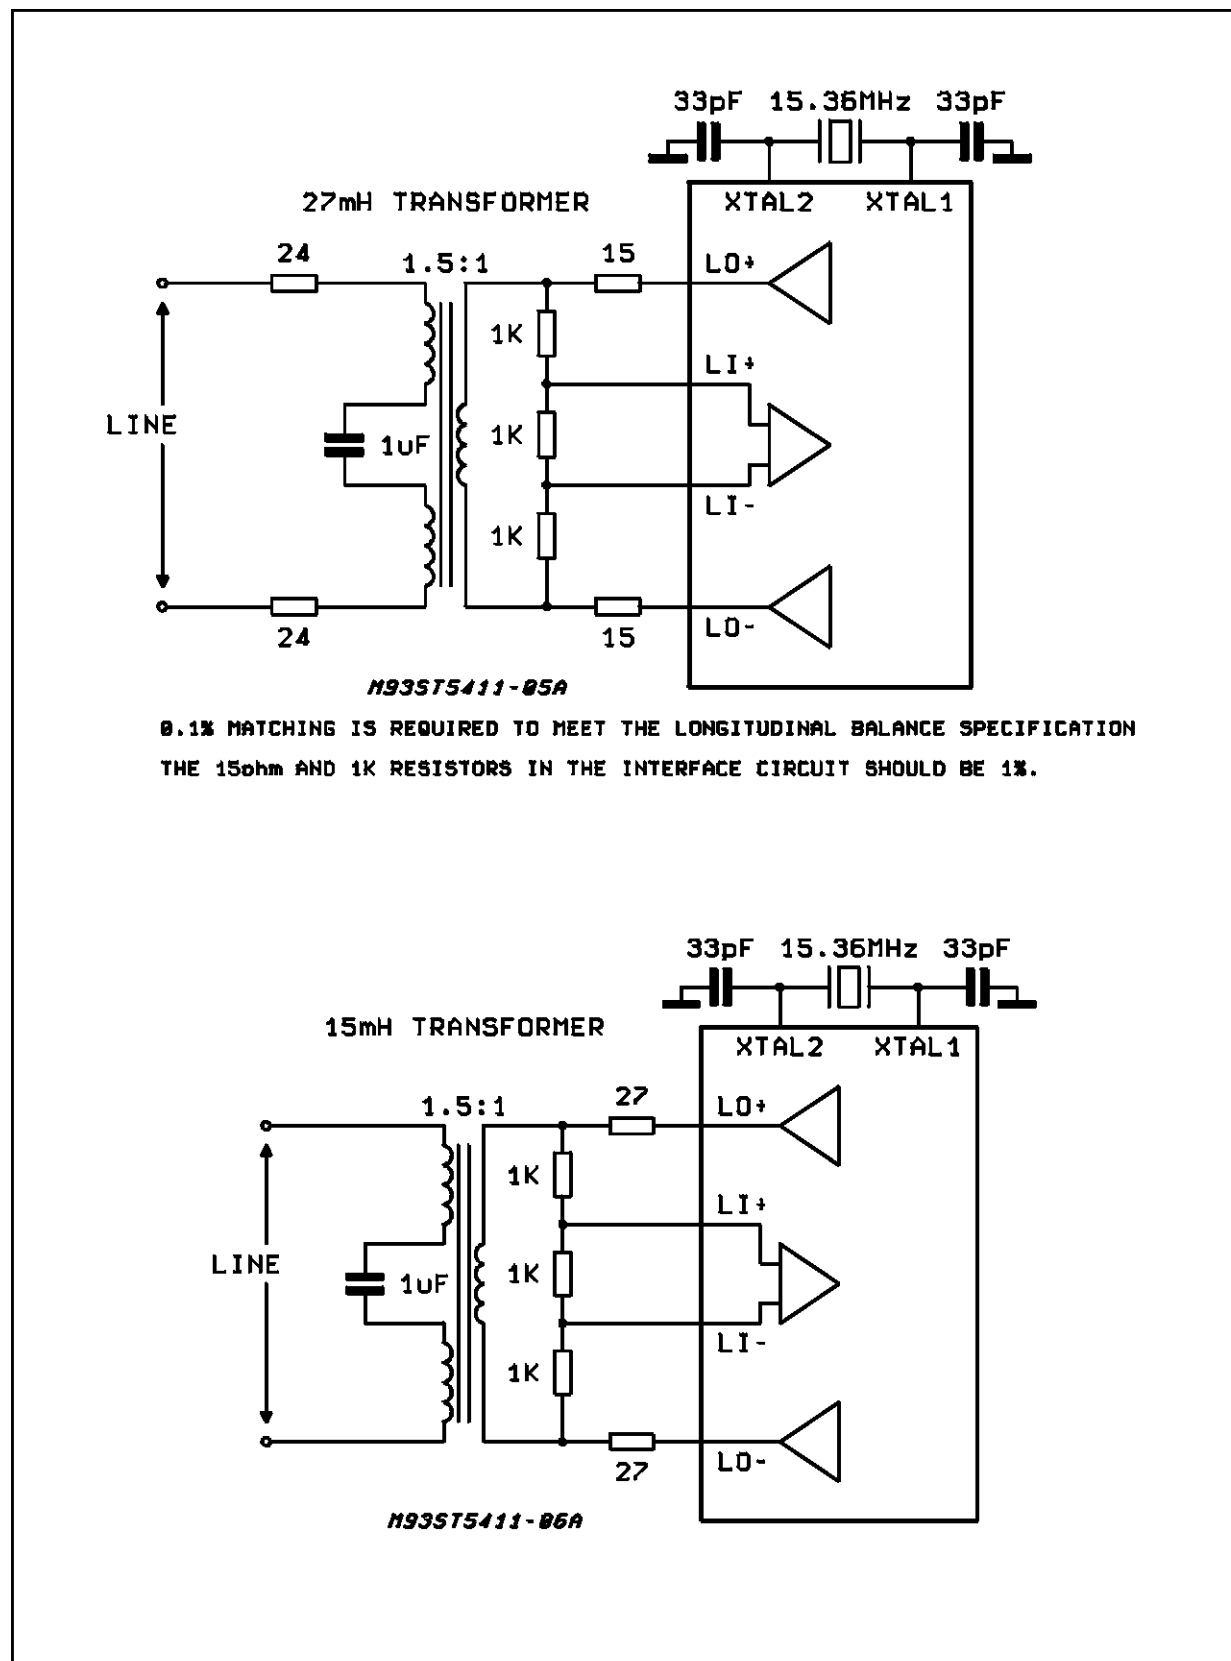 33pF 15.36MHz 33pF
XTAL2 XTAL1
27mH TRANSFORMER
24
1.5:1
15
LO+
1K
LI+
LINE
1uF
1K
LI-
1K
24
15
LO-
M93ST5411-05A
0.1% MATCHING IS REQUIRED TO MEET THE LONGITUDINAL BALANCE SPECIFICATION
THE 15ohm AND 1K RESISTORS IN THE INTERFACE CIRCUIT SHOULD BE 1%.
33pF 15.36MHz 33pF
15mH TRANSFORMER
XTAL2 XTAL1
1.5:1
27
LO+
1K
LI+
LINE
1uF
1K
LI-
1K
27
LO-
M93ST5411-06A